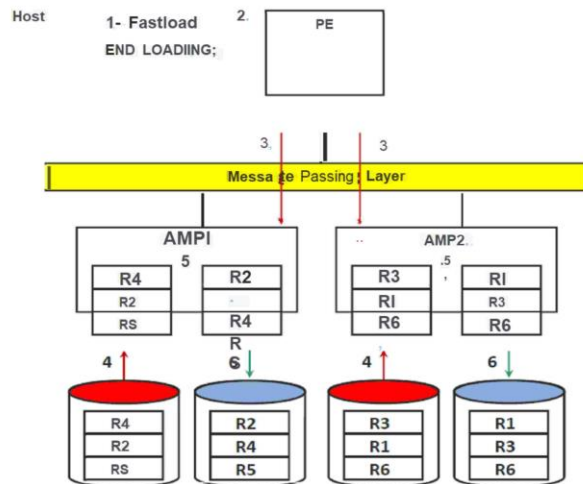 Host
1- Fastload
END LOADIING;
2.
PE
3.
3
Message Passing Layer
AMPI
5
R4
R2
RS
R2
R4
R
S
AMP2..
.5
,
R3
RI
R6
RI
R3
R6
4
6
4
6
R4
R2
RS
R2
R4
R5
R3
R1
R6
R1
R3
R6